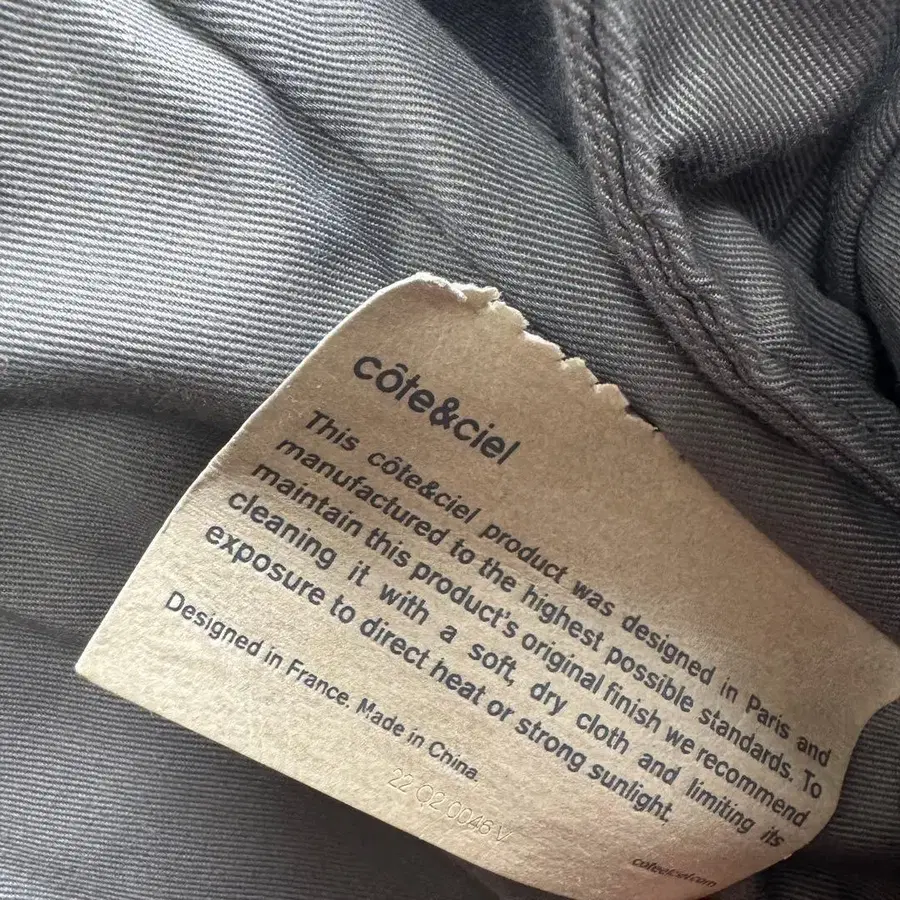 côte&ciel
This côte&ciel product was designed in Paris and
manufactured to the highest possible standards. To
maintain this product's original finish we recommend
cleaning it with a soft, dry cloth and limiting its
exposure to direct heat or strong sunlight.
Designed in France. Made in China.
22 Q2 0046 V
coteetciel.com